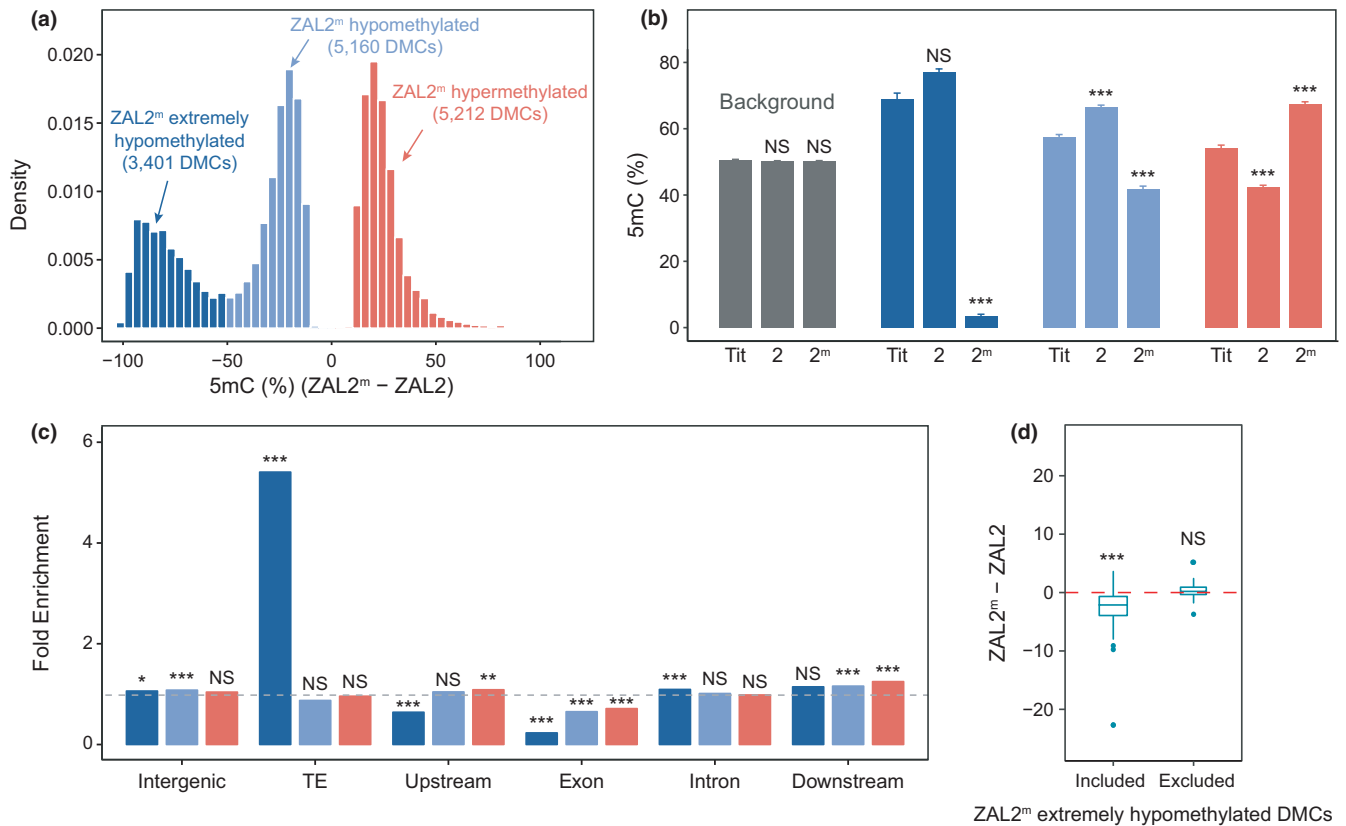 (a)
ZAL2ᵐ hypomethylated
(5,160 DMCs)
ZAL2ᵐ hypermethylated
(5,212 DMCs)
ZAL2ᵐ extremely
hypomethylated
(3,401 DMCs)
0.020
0.015
0.010
0.005
0.000
Density
−100
−50
0
50
100
5mC (%) (ZAL2ᵐ − ZAL2)
(b)
80
60
40
20
0
5mC (%)
Background
NS
NS
NS
***
***
***
***
***
Tit
2
2ᵐ
Tit
2
2ᵐ
Tit
2
2ᵐ
Tit
2
2ᵐ
(c)
6
4
2
0
Fold Enrichment
*
***
NS
***
NS
NS
***
NS
**
***
***
***
***
NS
NS
NS
***
***
Intergenic
TE
Upstream
Exon
Intron
Downstream
(d)
20
10
0
−10
−20
ZAL2ᵐ − ZAL2
***
NS
Included
Excluded
ZAL2ᵐ extremely hypomethylated DMCs